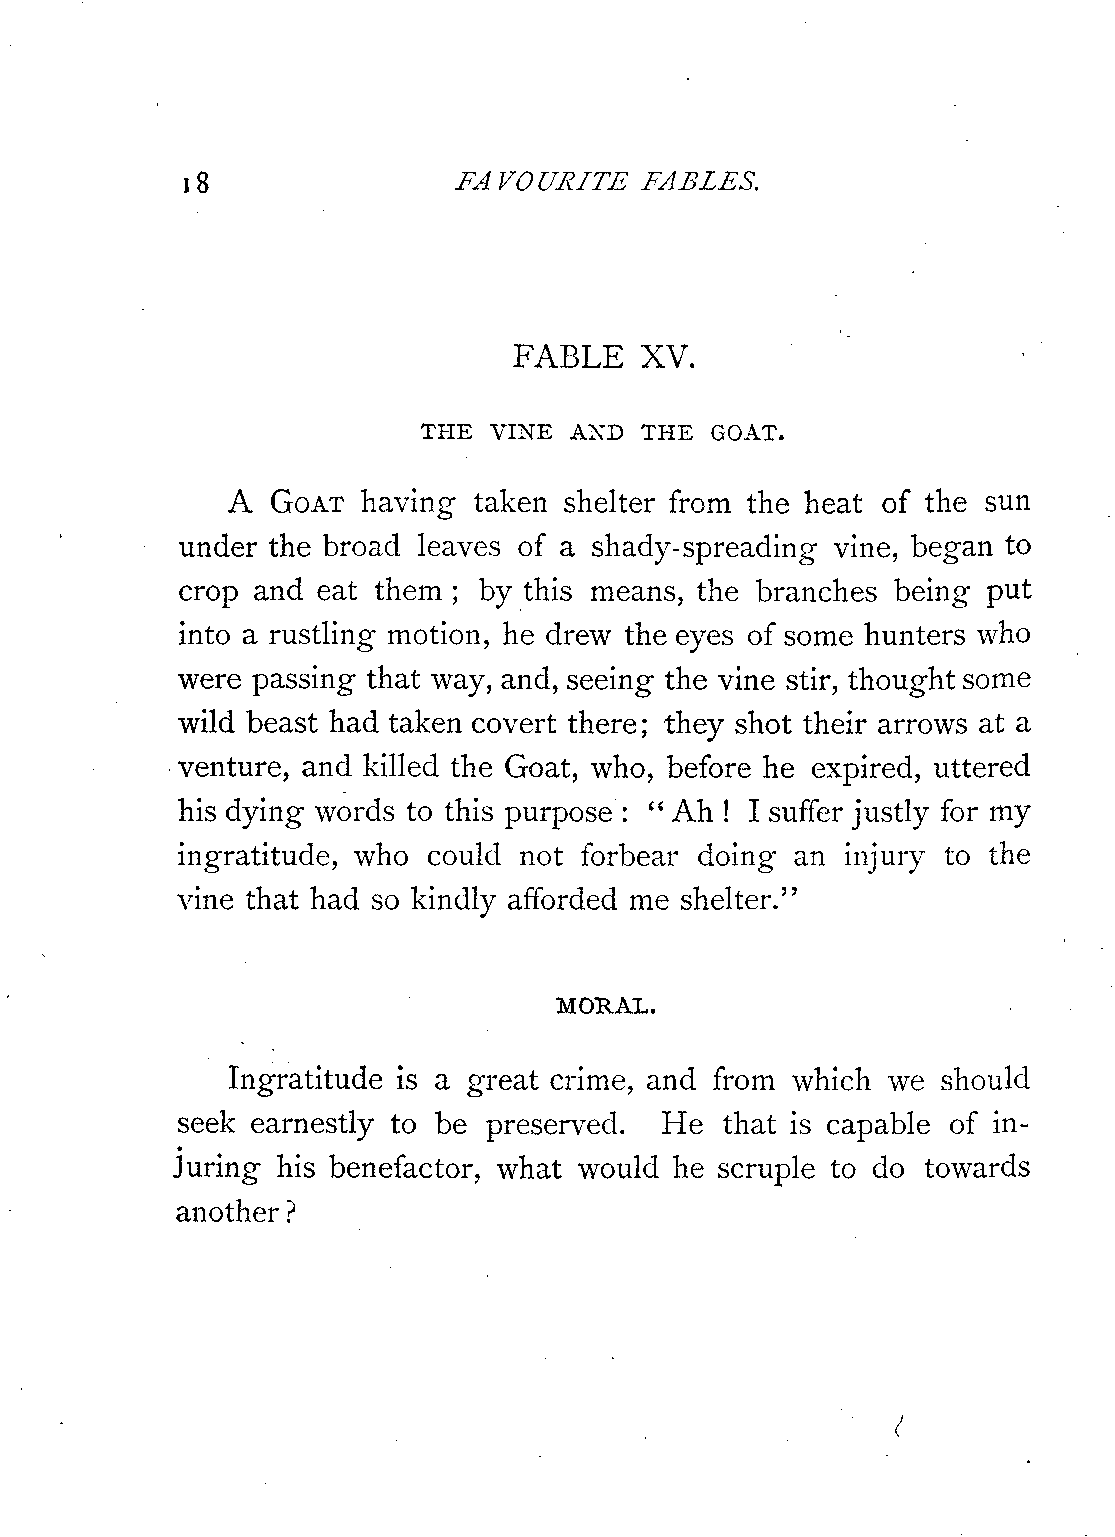 18 FAVOURITE FABLES.
FABLE XV.
THE VINE AND THE GOAT.
A GOAT having taken shelter from the heat of the sun
under the broad leaves of a shady-spreading vine, began to
crop and eat them ; by this means, the branches being put
into a rustling motion, he drew the eyes of some hunters who
were passing that way, and, seeing the vine stir, thought some
wild beast had taken covert there; they shot their arrows at a
venture, and killed the Goat, who, before he expired, uttered
his dying words to this purpose : “ Ah ! I suffer justly for my
ingratitude, who could not forbear doing an injury to the
vine that had so kindly afforded me shelter.”
MORAL.
Ingratitude is a great crime, and from which we should
seek earnestly to be preserved. He that is capable of in-
juring his benefactor, what would he scruple to do towards
another ?